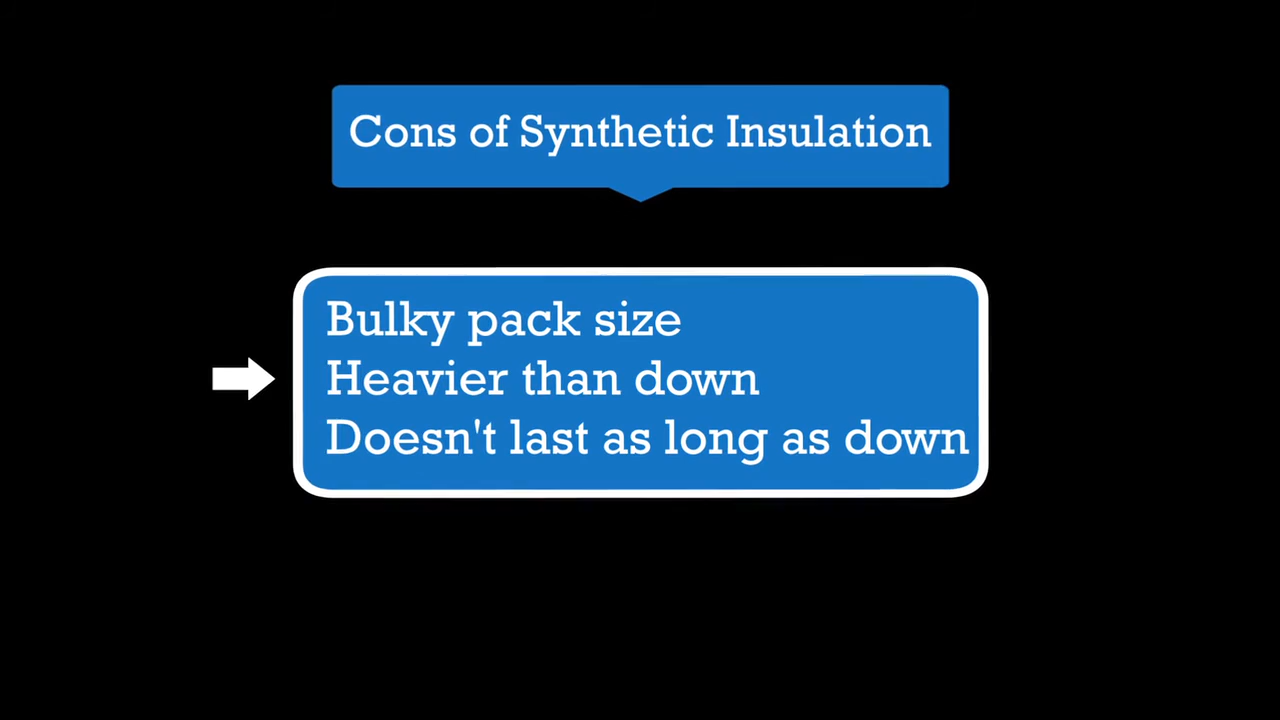 Cons of Synthetic Insulation
Bulky pack size
Heavier than down
Doesn't last as long as down